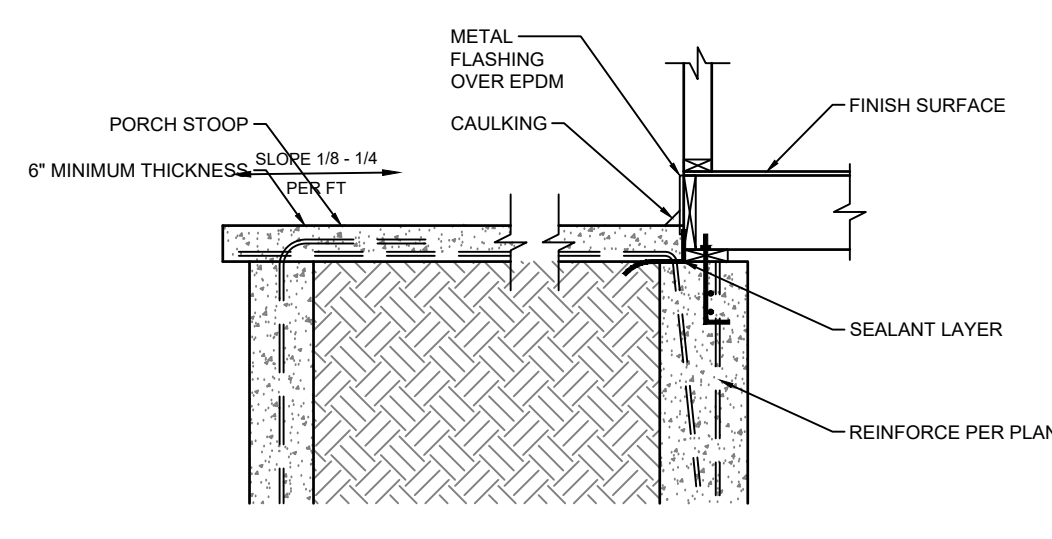 METAL
FLASHING
OVER EPDM
FINISH SURFACE
PORCH STOOP
CAULKING
6" MINIMUM THICKNESS
SLOPE 1/8 - 1/4
PER FT
SEALANT LAYER
REINFORCE PER PLAN